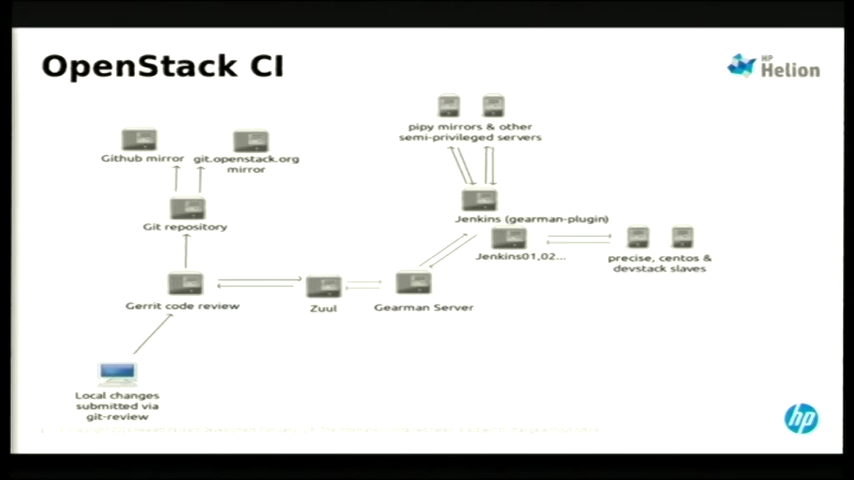 OpenStack CI
HP
Helion
pipy mirrors & other
semi-privileged servers
Github mirror
git.openstack.org
mirror
Git repository
Jenkins (gearman-plugin)
Jenkins01,02...
precise, centos &
devstack slaves
Gerrit code review
Zuul
Gearman Server
Local changes
submitted via
git-review
hp